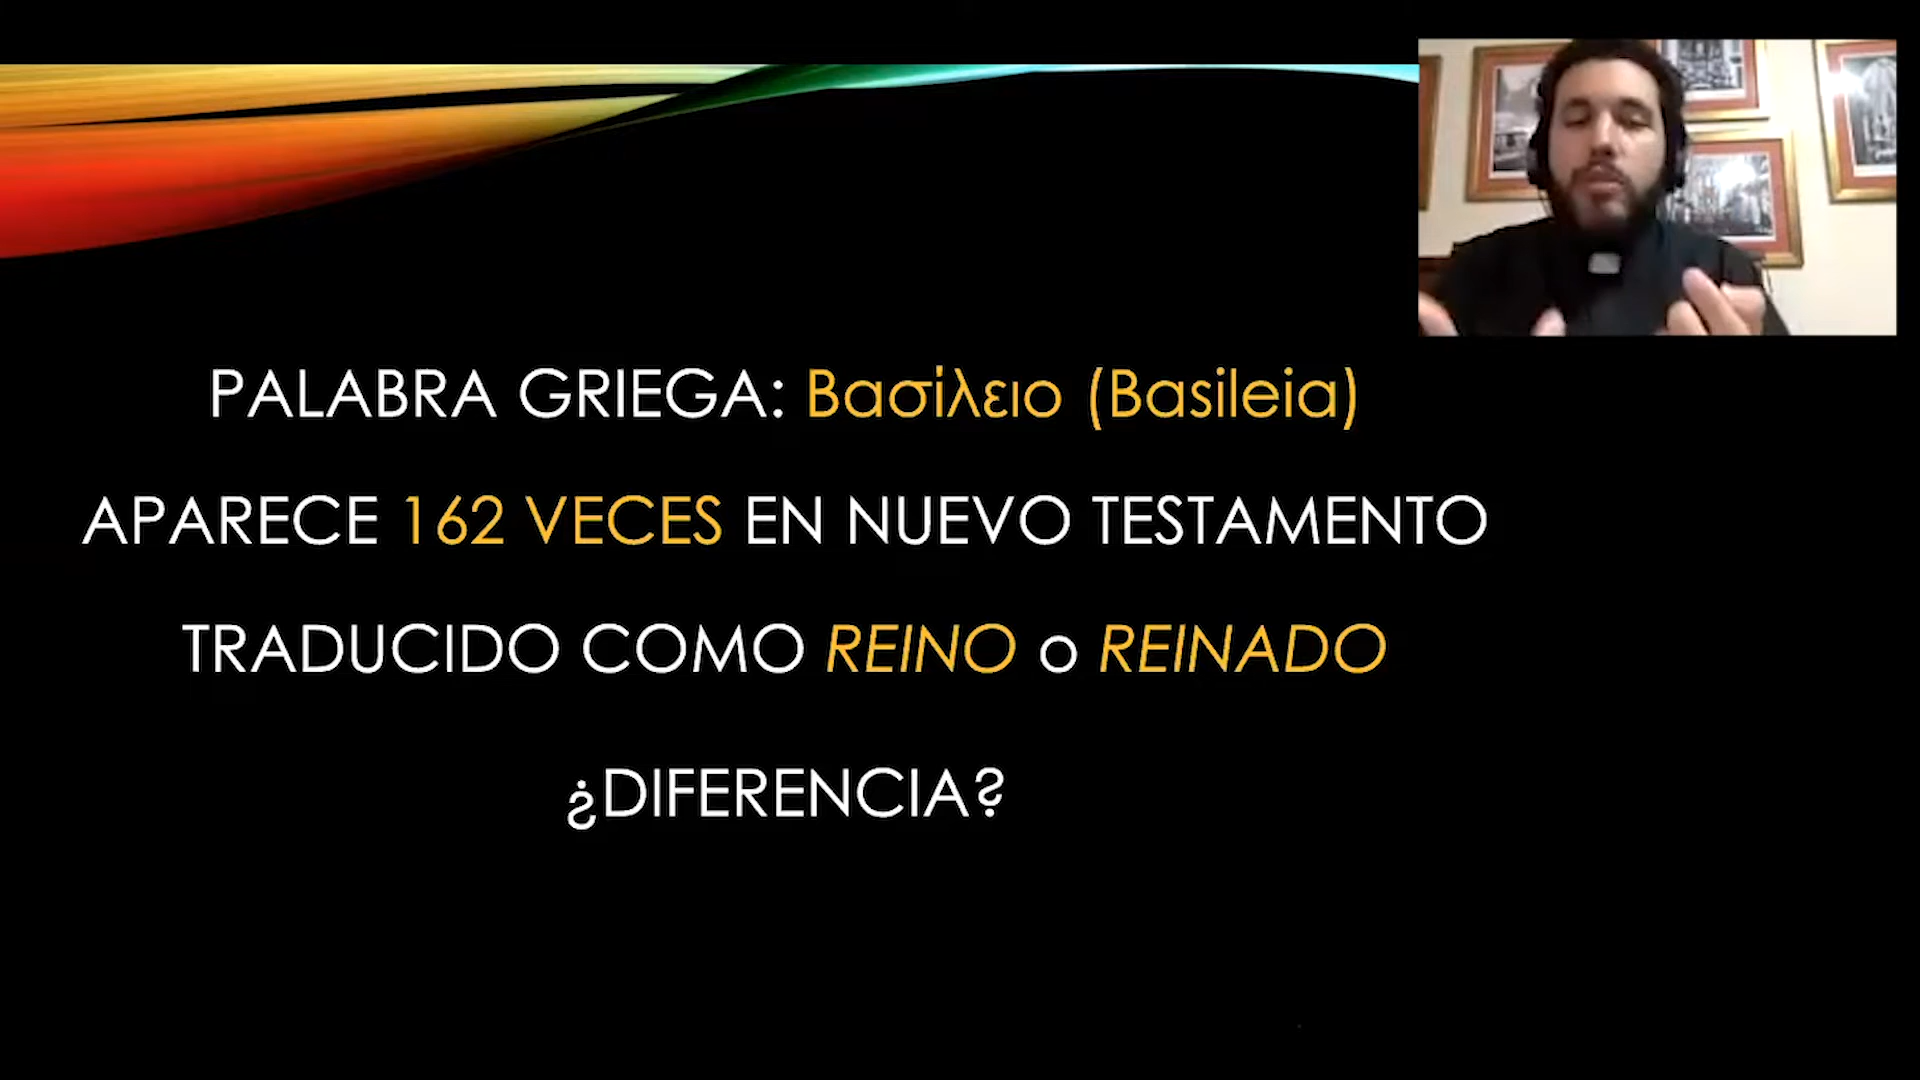 PALABRA GRIEGA: Βασίλειο (Basileia)
APARECE 162 VECES EN NUEVO TESTAMENTO
TRADUCIDO COMO REINO o REINADO
¿DIFERENCIA?